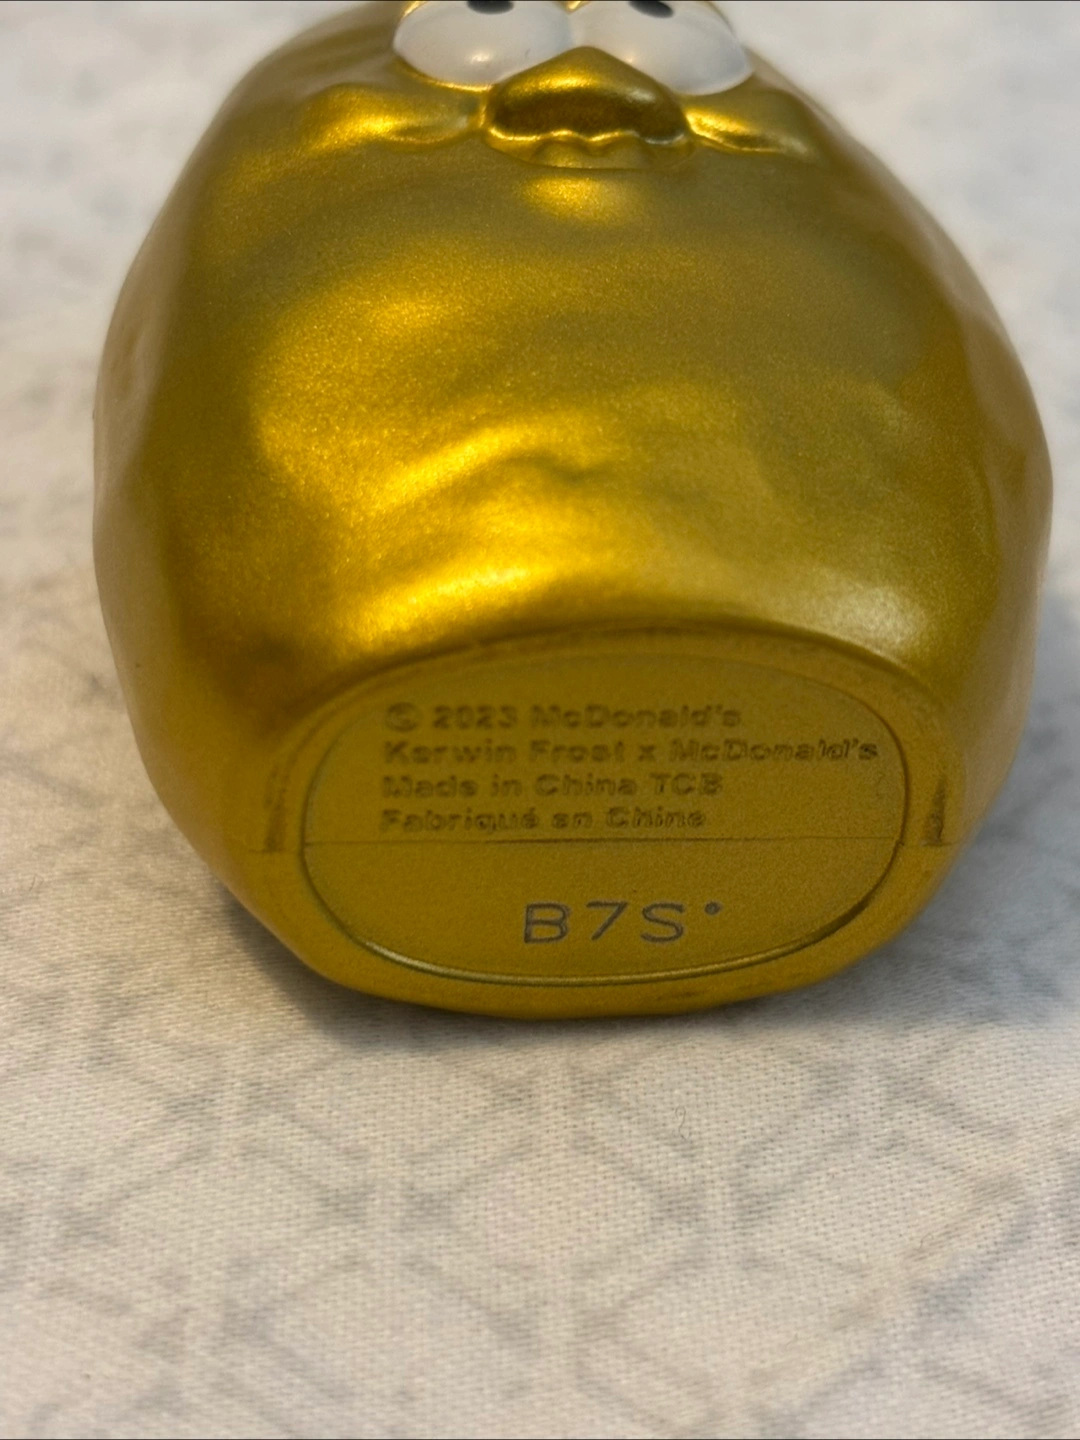 © 2023 McDonald's
Kerwin Frost x McDonald's
Made in China TCB
Fabriqué en Chine
B7S•